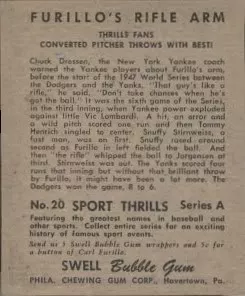 FURILLO'S RIFLE ARM
THRILLS FANS
CONVERTED PITCHER THROWS WITH BEST!
Chuck Dressen, the New York Yankee coach
warned the Yankee players about Furillo's arm,
before the start of the 1947 World Series between
the Dodgers and the Yanks. "That guy's like a
rifle," he said. "Don't take chances when he's
got the ball." It was the sixth game of the Series,
in the third inning, when Yankee power exploded
against little Vic Lombardi. A hit, an error and
a wild pitch scored one run and then Tommy
Henrich singled to enter. Snuffy Stirnweiss, a
fast man, was on first. Snuffy raced around
second as Furillo in left fielded the ball. And
then "the rifle" whipped the ball to Jorgensen at
third. Stirnweiss was out. The Yanks scored four
runs that inning but without that brilliant throw
by Furillo, it might have been a lot more. The
Dodgers won the game, 8 to 6.
No. 20 SPORT THRILLS Series A
Featuring the greatest names in baseball and
other sports. Collect entire series for an exciting
history of famous sport events.
Send us 5 Swell Bubble Gum wrappers and 5c for
a button of Carl Furillo.
SWELL Bubble Gum
PHILA. CHEWING GUM CORP., Havertown, Pa.